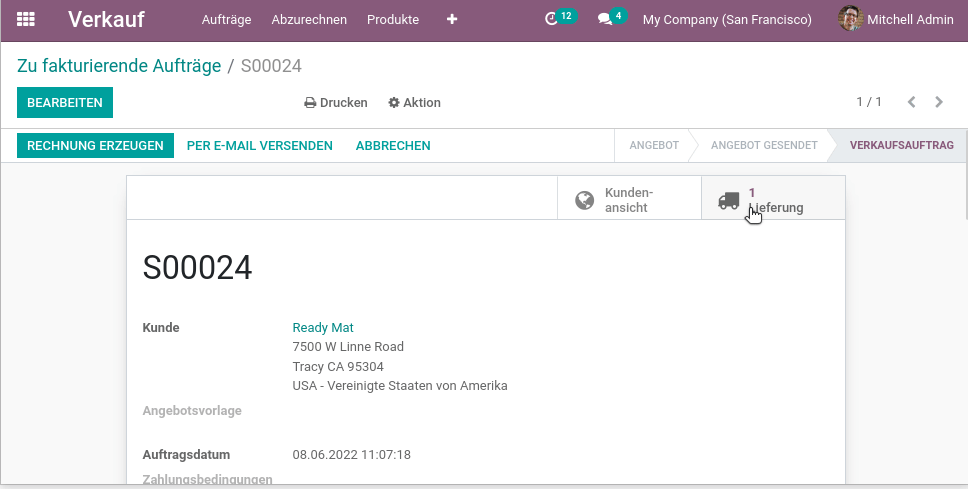 Verkauf Aufträge Abzurechnen Produkte 12 4 My Company (San Francisco) Mitchell Admin
Zu fakturierende Aufträge / S00024
BEARBEITEN Drucken Aktion 1 / 1
RECHNUNG ERZEUGEN PER E-MAIL VERSENDEN ABBRECHEN ANGEBOT ANGEBOT GESENDET VERKAUFSAUFTRAG
Kunden-
ansicht
1
Lieferung
S00024
Kunde Ready Mat
7500 W Linne Road
Tracy CA 95304
USA - Vereinigte Staaten von Amerika
Angebotsvorlage
Auftragsdatum 08.06.2022 11:07:18
Zahlungsbedingungen